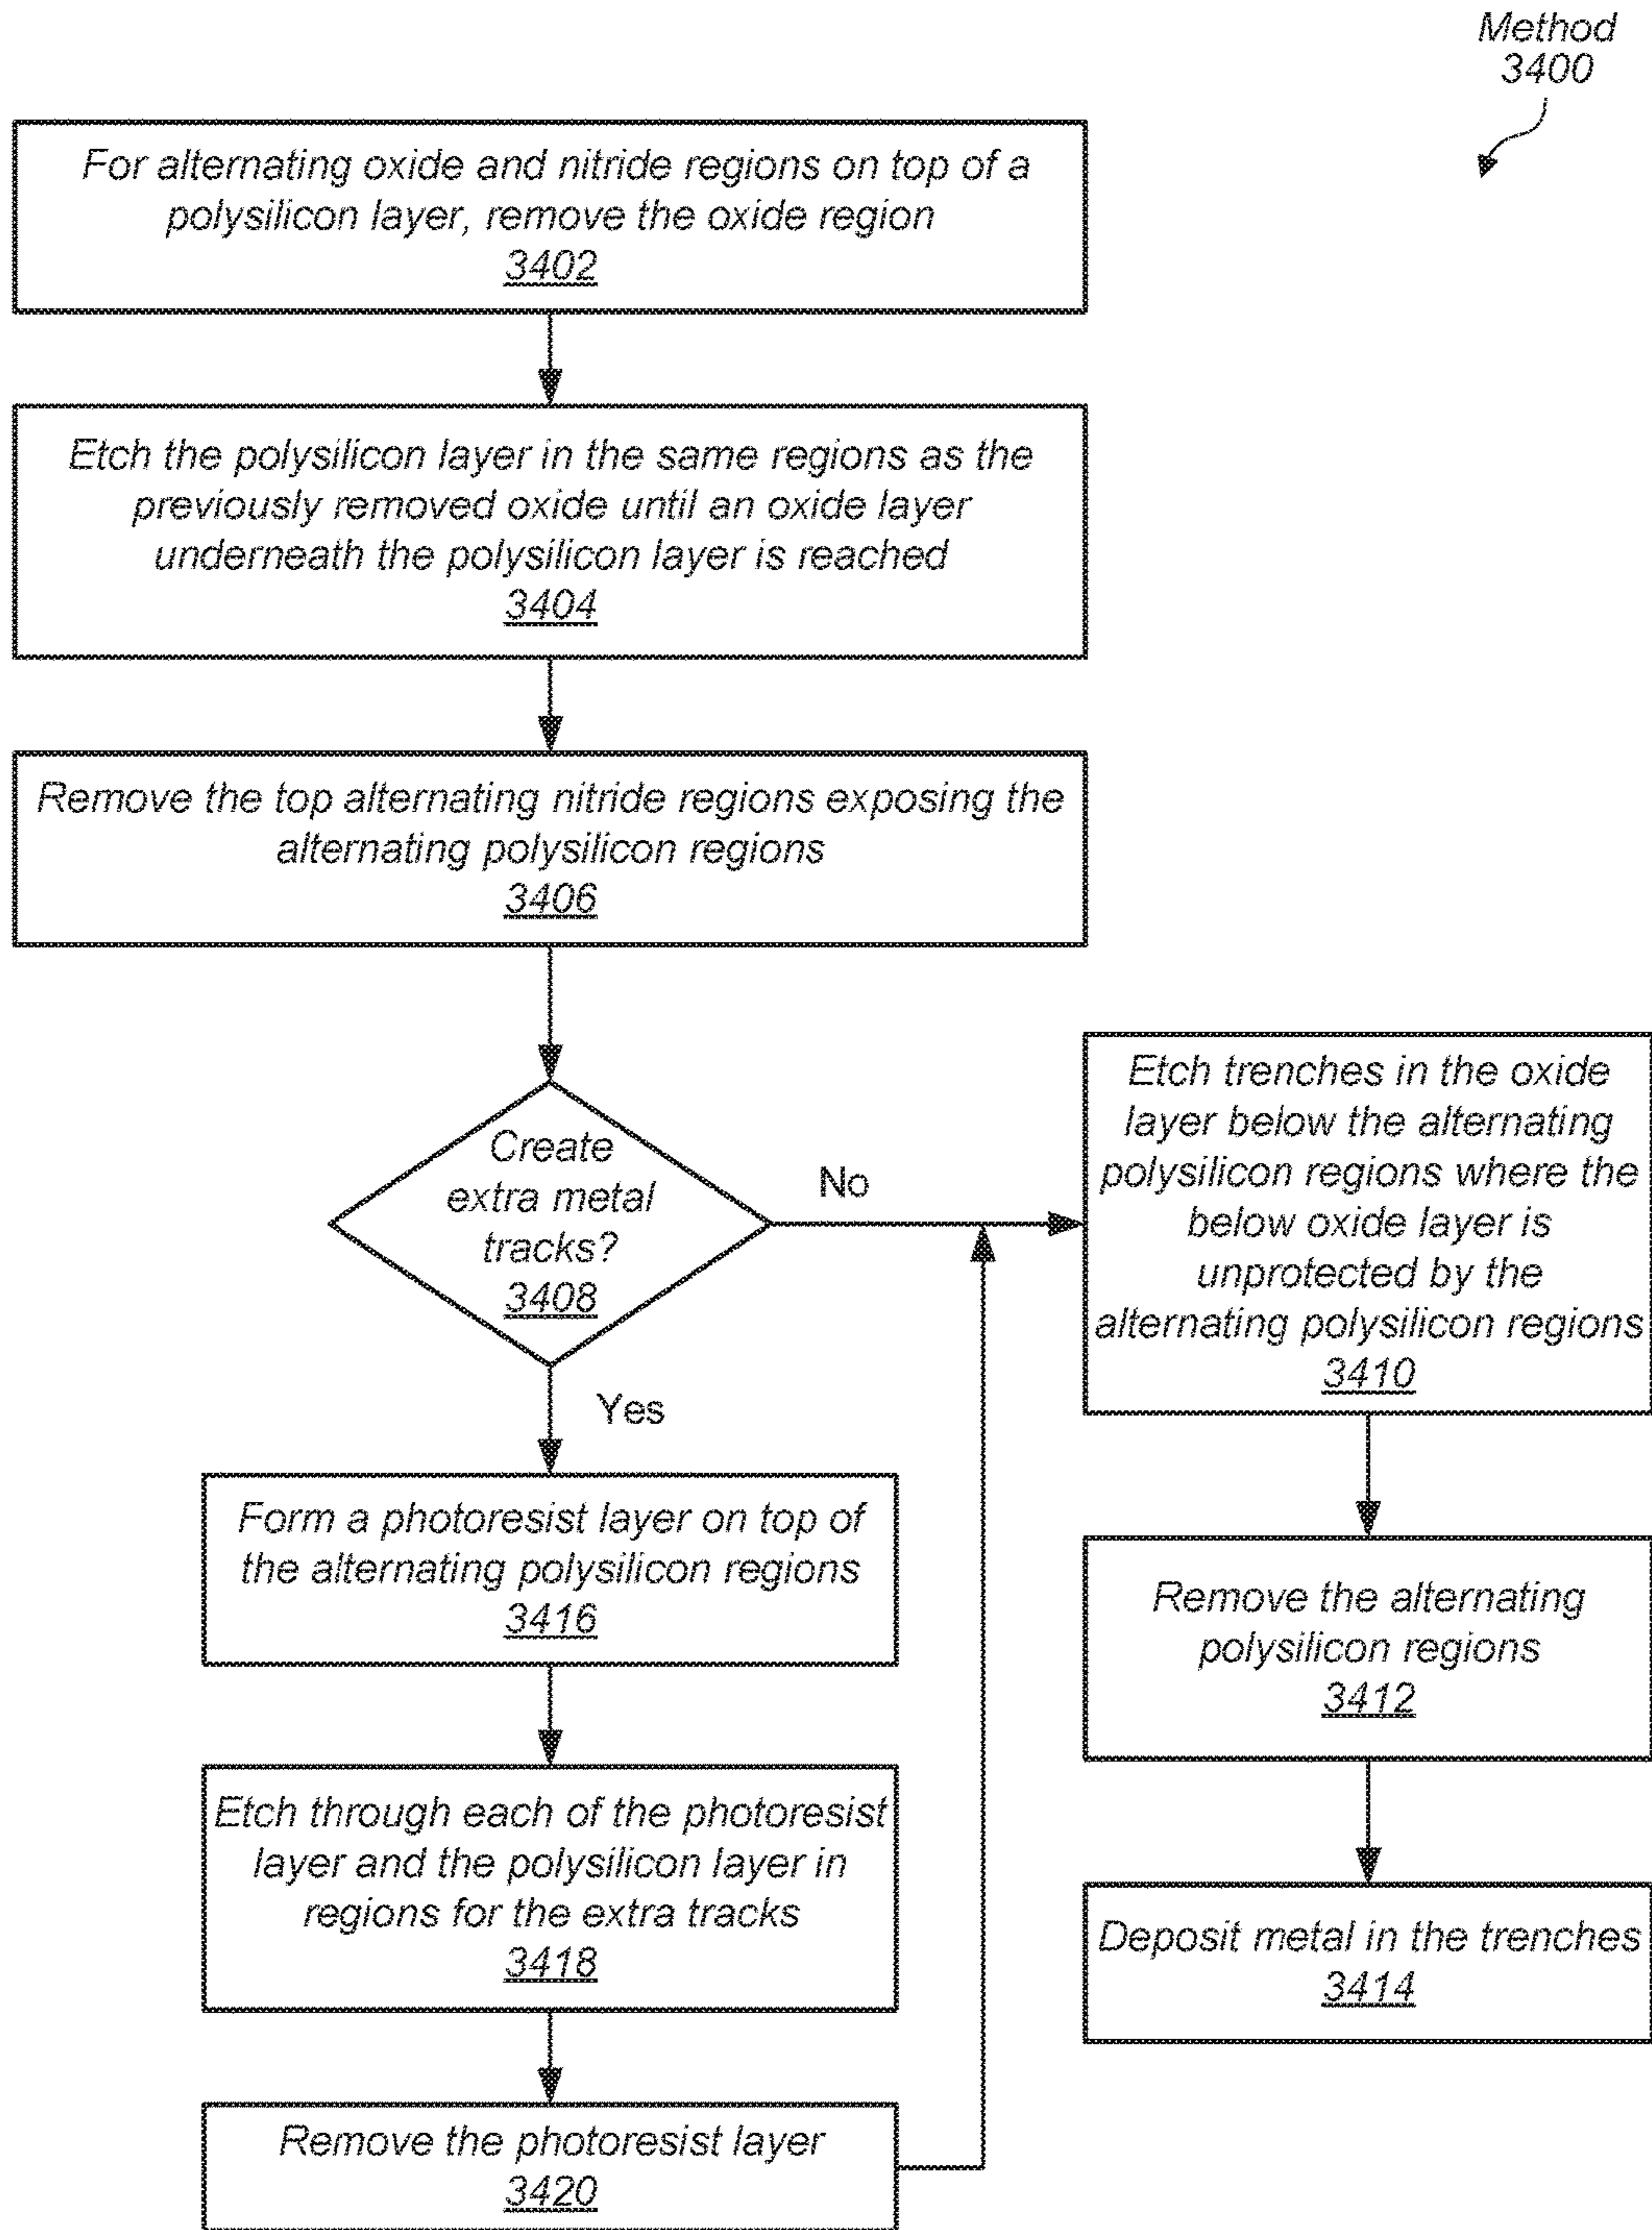 Method
3400
For alternating oxide and nitride regions on top of a
polysilicon layer, remove the oxide region
3402
Etch the polysilicon layer in the same regions as the
previously removed oxide until an oxide layer
underneath the polysilicon layer is reached
3404
Remove the top alternating nitride regions exposing the
alternating polysilicon regions
3406
Create
extra metal
tracks?
3408
No
Yes
Etch trenches in the oxide
layer below the alternating
polysilicon regions where the
below oxide layer is
unprotected by the
alternating polysilicon regions
3410
Remove the alternating
polysilicon regions
3412
Deposit metal in the trenches
3414
Form a photoresist layer on top of
the alternating polysilicon regions
3416
Etch through each of the photoresist
layer and the polysilicon layer in
regions for the extra tracks
3418
Remove the photoresist layer
3420